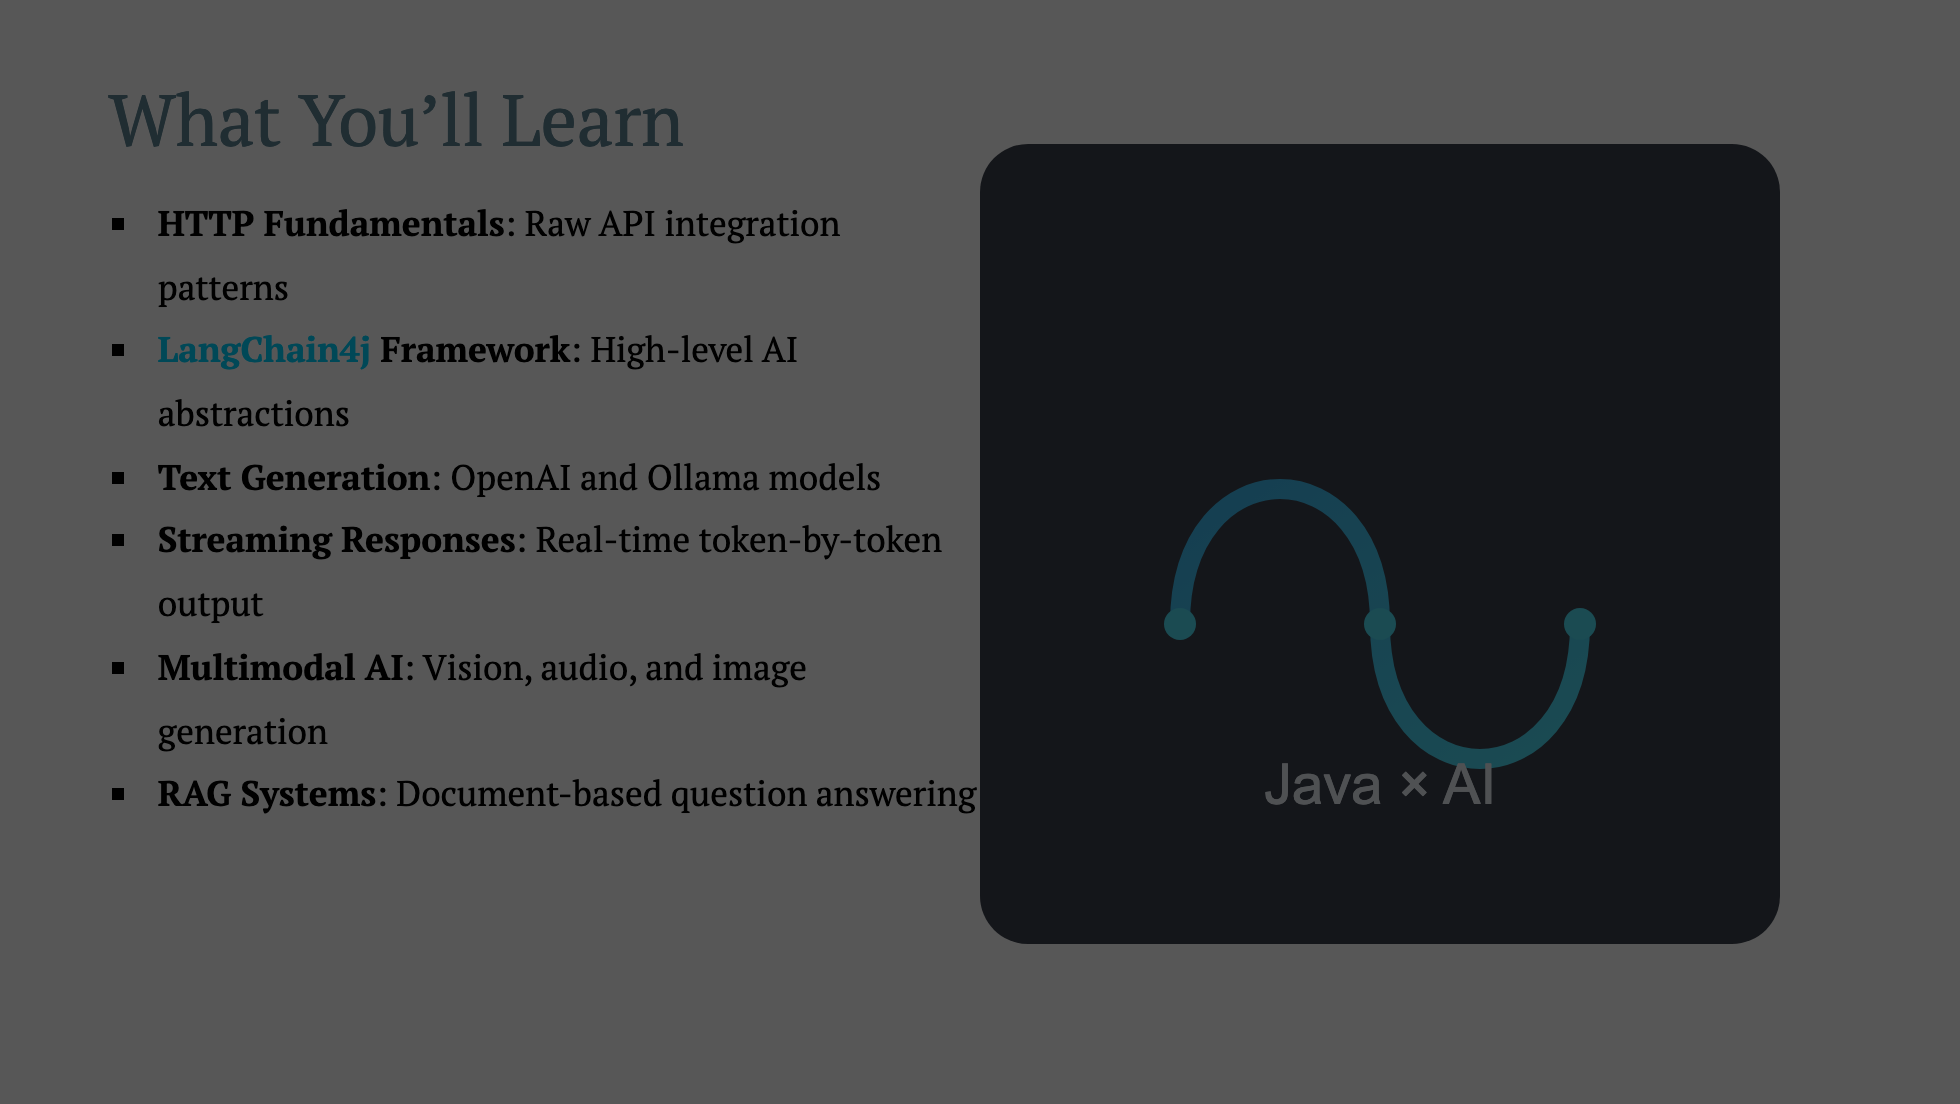 What You’ll Learn
HTTP Fundamentals: Raw API integration
patterns
LangChain4j Framework: High-level AI
abstractions
Text Generation: OpenAI and Ollama models
Streaming Responses: Real-time token-by-token
output
Multimodal AI: Vision, audio, and image
generation
RAG Systems: Document-based question answering
Java × AI